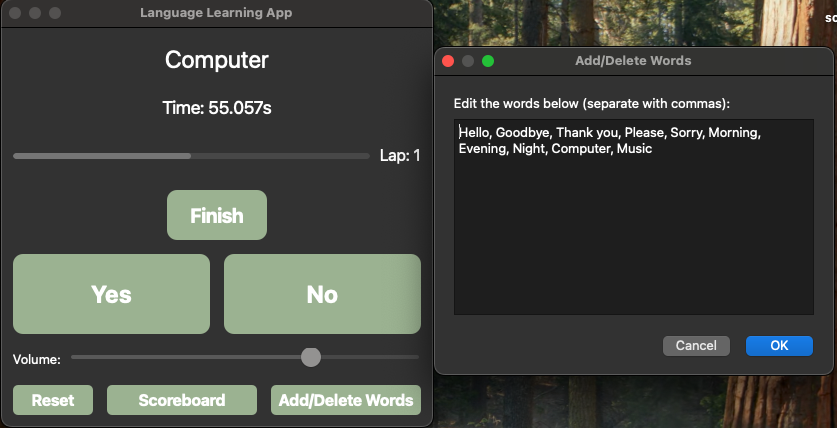 Language Learning App
Computer
Time: 55.057s
Lap: 1
Finish
Yes
No
Volume:
Reset
Scoreboard
Add/Delete Words
Add/Delete Words
Edit the words below (separate with commas):
Hello, Goodbye, Thank you, Please, Sorry, Morning,
Evening, Night, Computer, Music
Cancel
OK